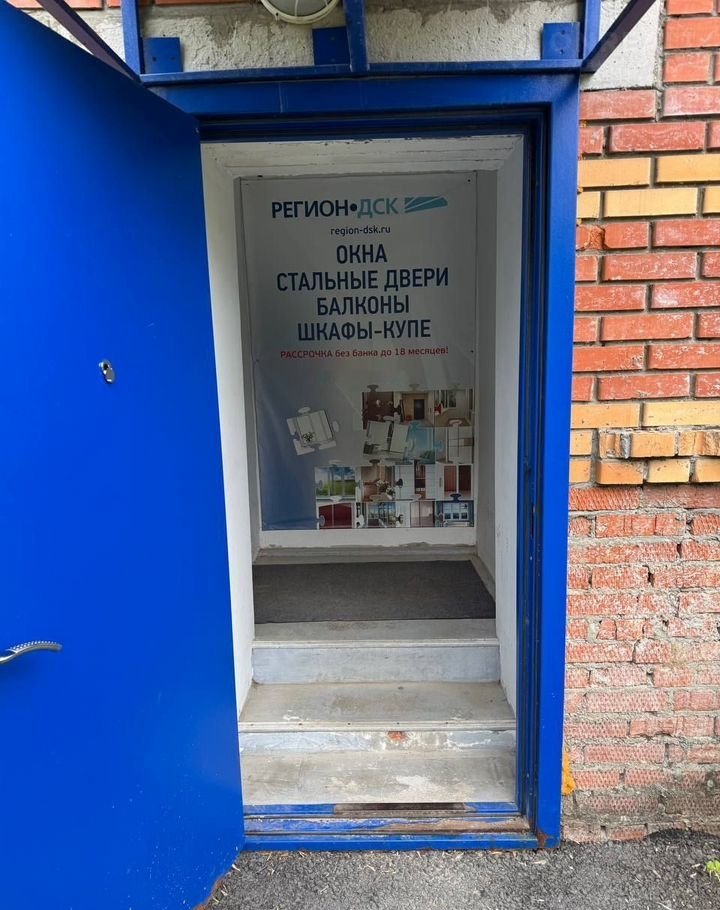 РЕГИОН•ДСК
region-dsk.ru
ОКНА
СТАЛЬНЫЕ ДВЕРИ
БАЛКОНЫ
ШКАФЫ-КУПЕ
РАССРОЧКА без банка до 18 месяцев!